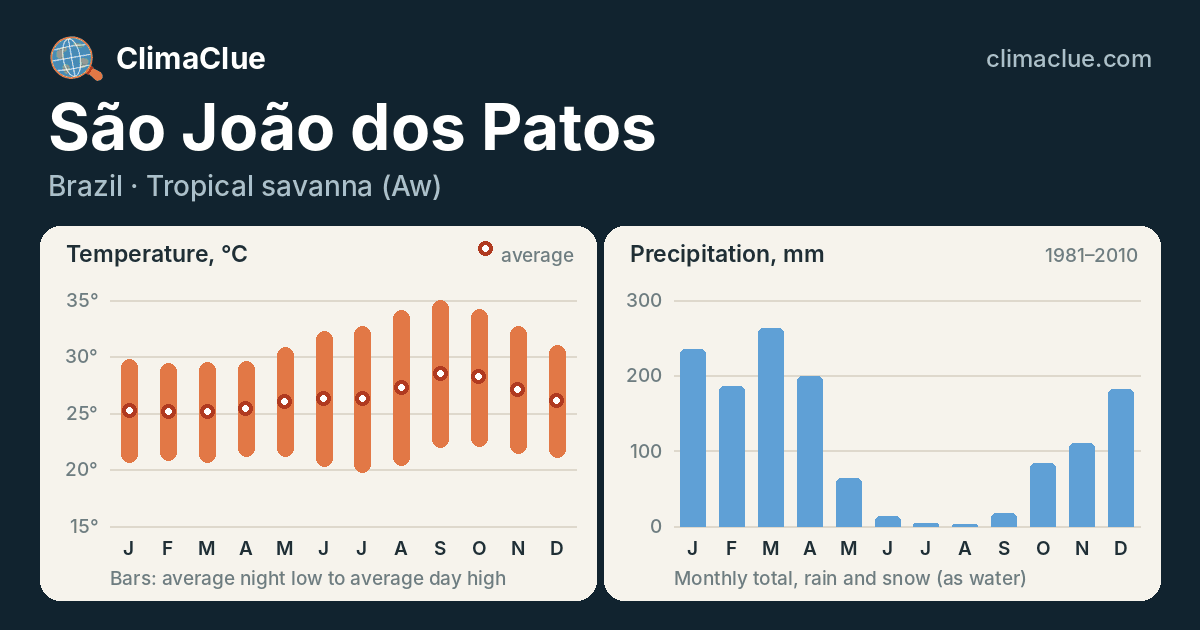 ClimaClue
climaclue.com
São João dos Patos
Brazil · Tropical savanna (Aw)
Temperature, °C
average
35°
30°
25°
20°
15°
J F M A M J J A S O N D
Bars: average night low to average day high
Precipitation, mm
1981–2010
300
200
100
0
J F M A M J J A S O N D
Monthly total, rain and snow (as water)